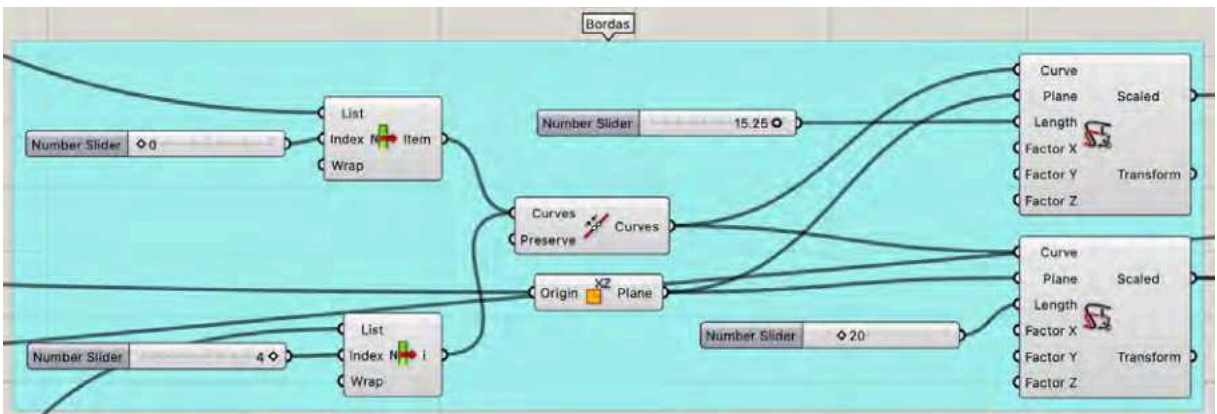 Bordas
List
Index N Item
Wrap
Number Slider 0
Curves
Preserve
Curves
Number Slider 15.25
Origin XZ Plane
List
Index N i
Wrap
Number Slider 4
Number Slider 20
Curve
Plane
Length
Factor X
Factor Y
Factor Z
Scaled
Transform
Curve
Plane
Length
Factor X
Factor Y
Factor Z
Scaled
Transform